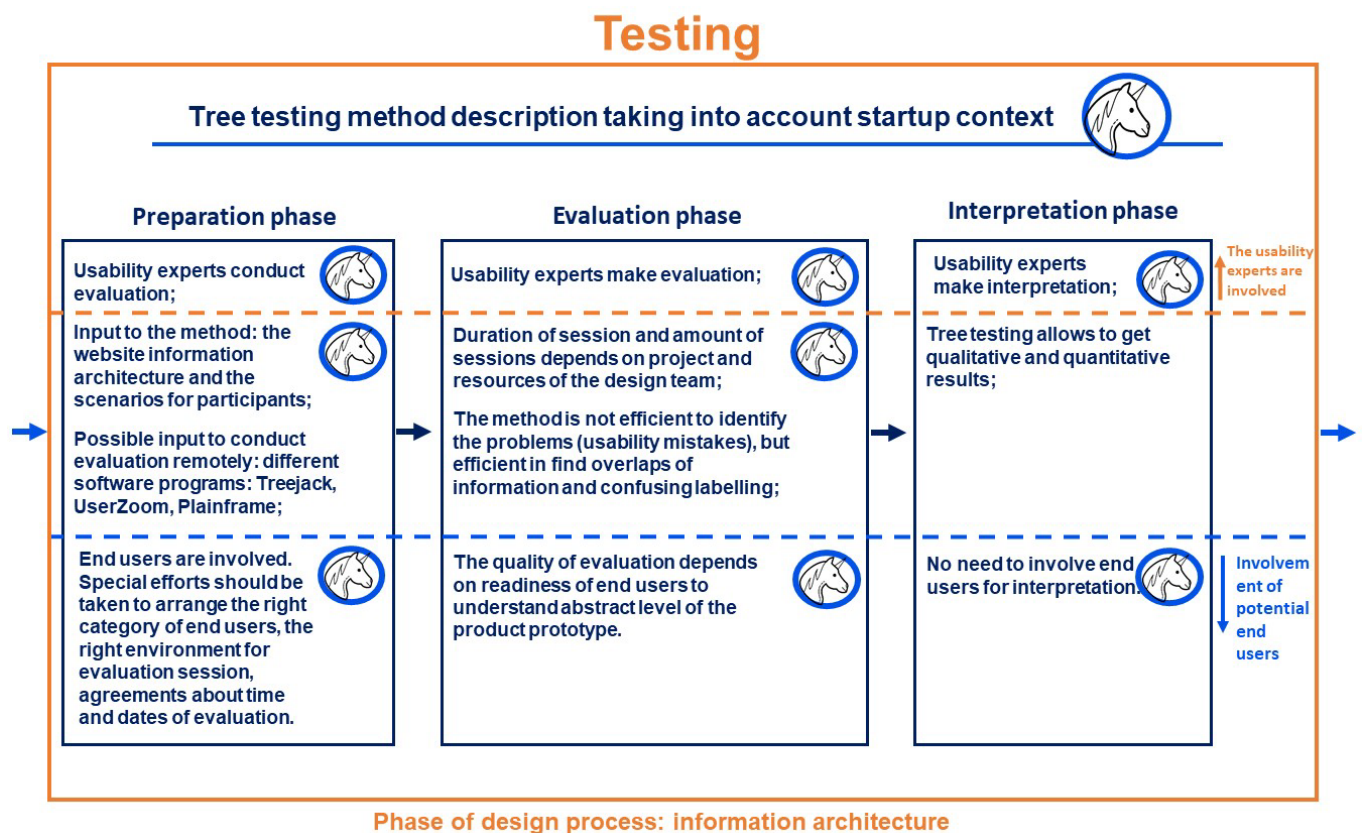 Testing
Tree testing method description taking into account startup context
Preparation phase
Usability experts conduct
evaluation;
Input to the method: the
website information
architecture and the
scenarios for participants;
Possible input to conduct
evaluation remotely: different
software programs: Treejack,
UserZoom, Plainframe;
End users are involved.
Special efforts should be
taken to arrange the right
category of end users, the
right environment for
evaluation session,
agreements about time
and dates of evaluation.
Evaluation phase
Usability experts make evaluation;
Duration of session and amount of
sessions depends on project and
resources of the design team;
The method is not efficient to identify
the problems (usability mistakes), but
efficient in find overlaps of
information and confusing labelling;
The quality of evaluation depends
on readiness of end users to
understand abstract level of the
product prototype.
Interpretation phase
Usability experts
make interpretation;
Tree testing allows to get
qualitative and quantitative
results;
No need to involve end
users for interpretation.
The usability
experts are
involved
Involvem
ent of
potential
end
users
Phase of design process: information architecture